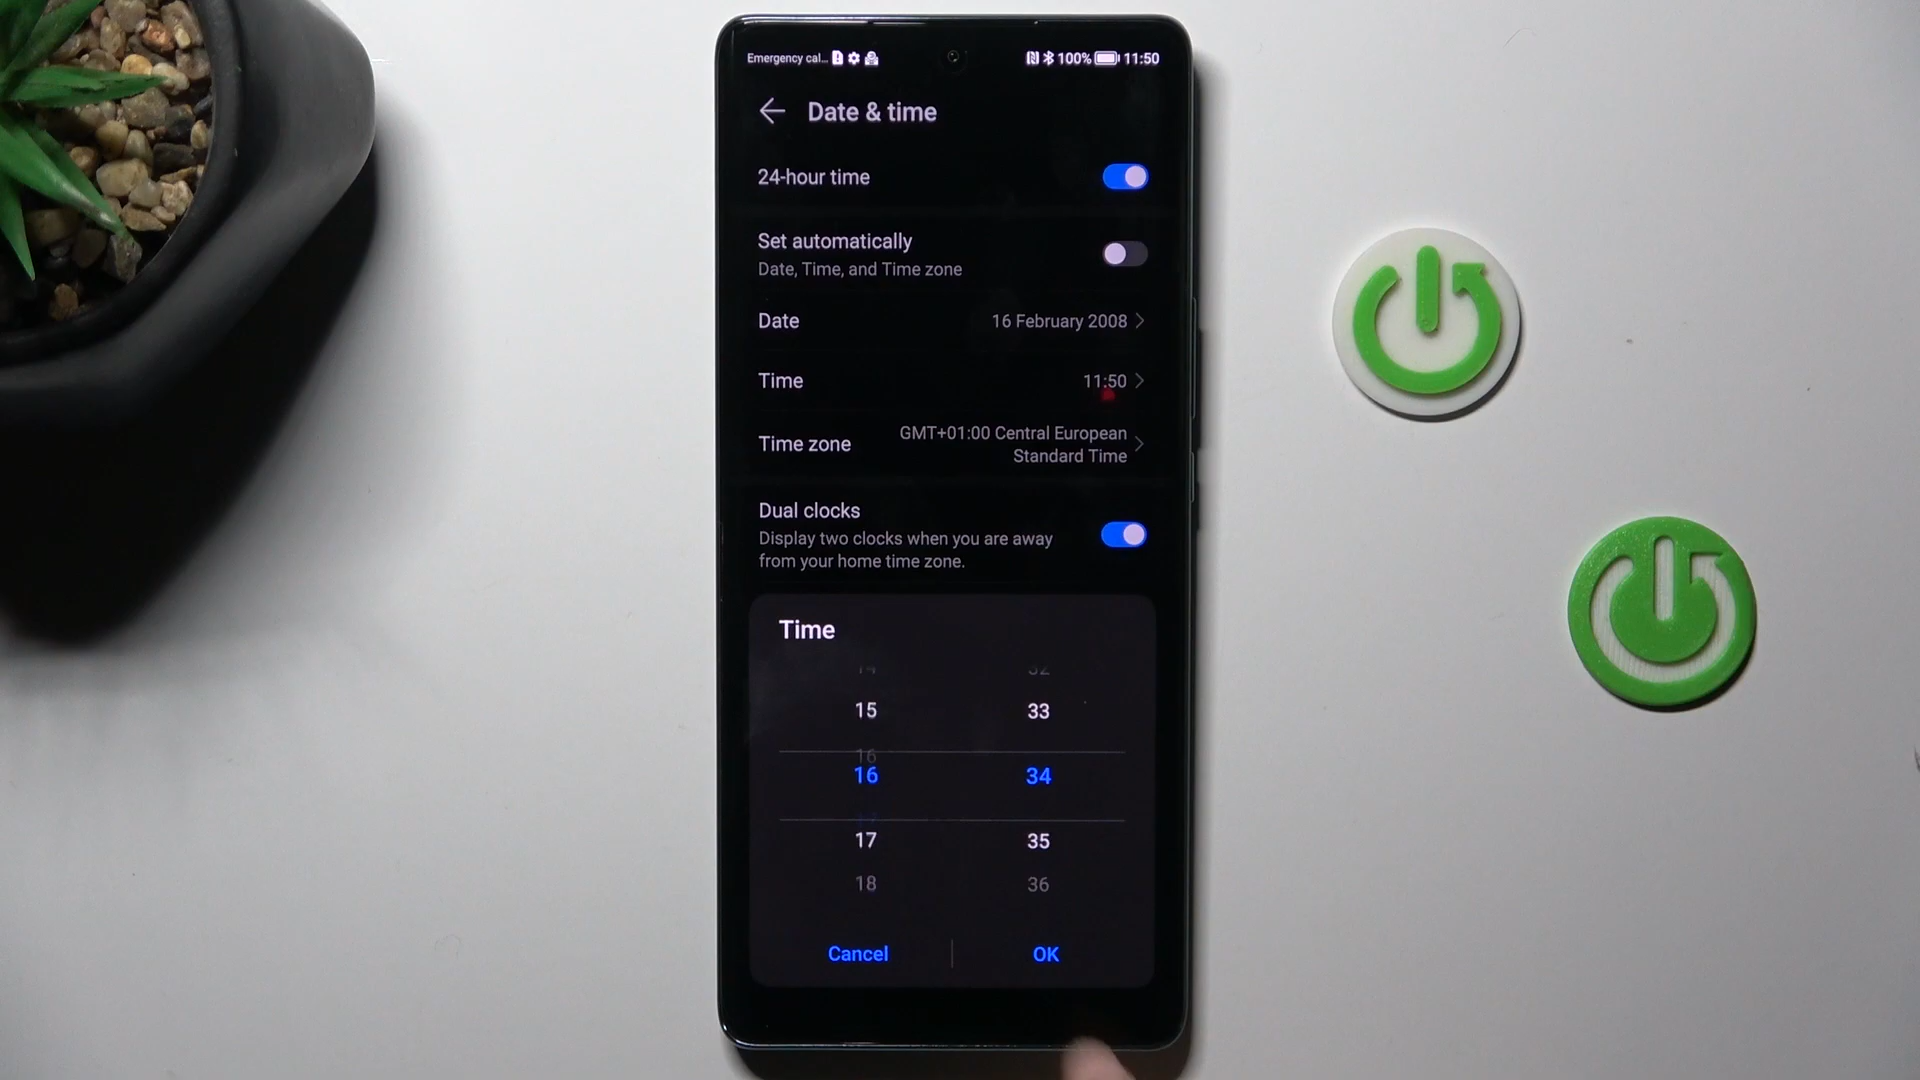 Emergency cal... 100% 11:50
Date & time
24-hour time
Set automatically
Date, Time, and Time zone
Date 16 February 2008
Time 11:50
Time zone GMT+01:00 Central European
Standard Time
Dual clocks
Display two clocks when you are away
from your home time zone.
Time
14 32
15 33
16
16 34
17 35
18 36
Cancel OK